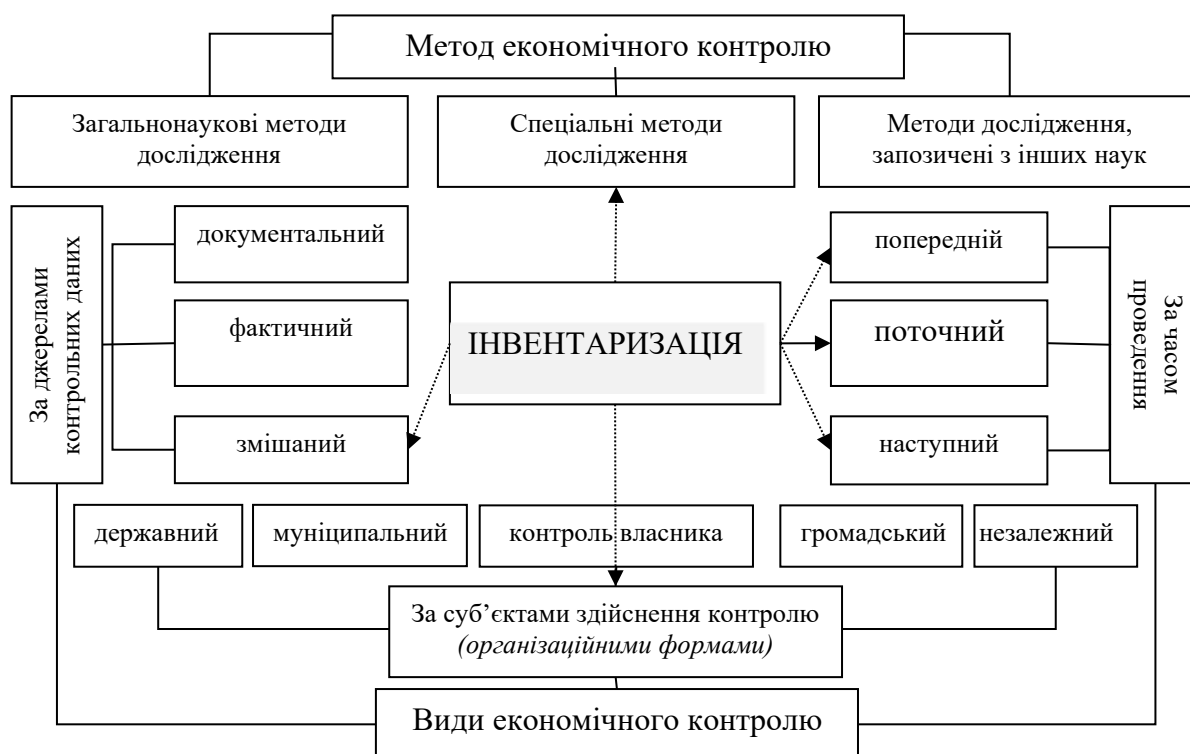 Метод економічного контролю
Загальнонаукові методи
дослідження
Спеціальні методи
дослідження
Методи дослідження,
запозичені з інших наук
За джерелами
контрольних даних
документальний
фактичний
змішаний
ІНВЕНТАРИЗАЦІЯ
попередній
поточний
наступний
За часом
проведення
державний
муніципальний
контроль власника
громадський
незалежний
За суб’єктами здійснення контролю
(організаційними формами)
Види економічного контролю